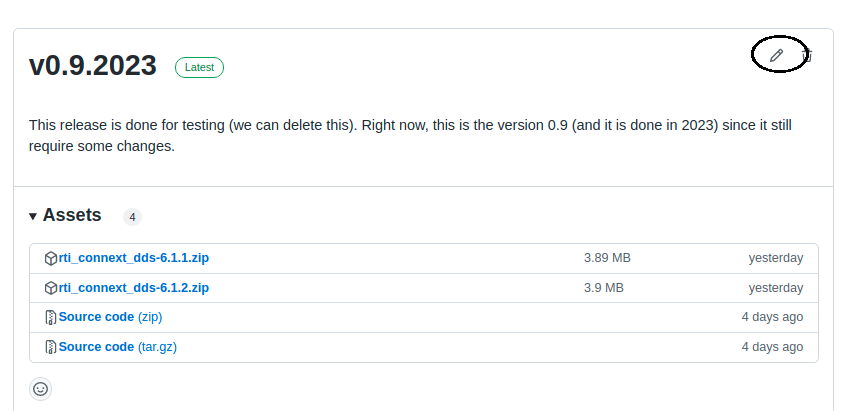 v0.9.2023 Latest
This release is done for testing (we can delete this). Right now, this is the version 0.9 (and it is done in 2023) since it still
require some changes.
Assets 4
rti_connext_dds-6.1.1.zip 3.89 MB yesterday
rti_connext_dds-6.1.2.zip 3.9 MB yesterday
Source code (zip) 4 days ago
Source code (tar.gz) 4 days ago